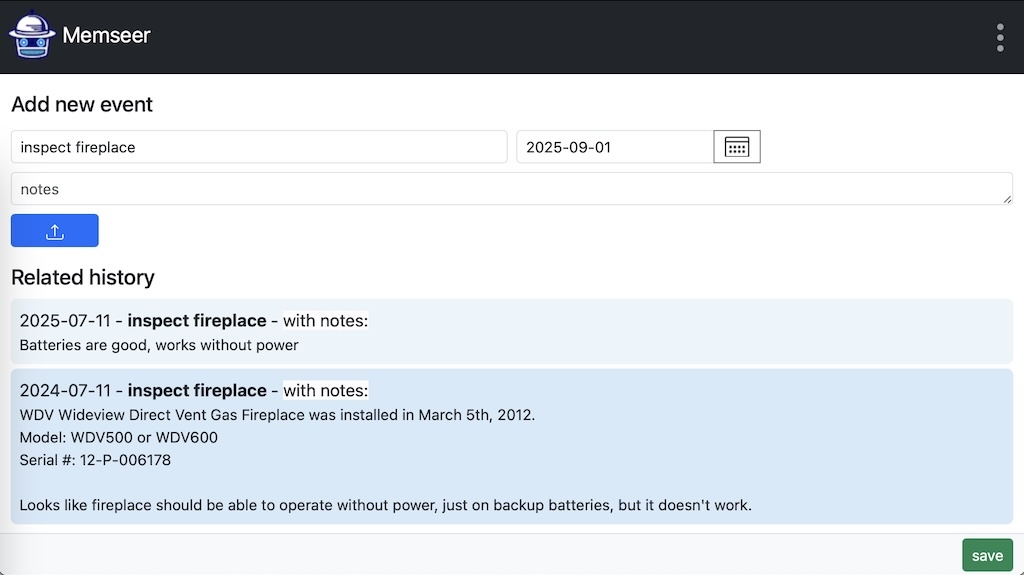 Memseer
Add new event
inspect fireplace
2025-09-01
notes
Related history
2025-07-11 - inspect fireplace - with notes:
Batteries are good, works without power
2024-07-11 - inspect fireplace - with notes:
WDV Wideview Direct Vent Gas Fireplace was installed in March 5th, 2012.
Model: WDV500 or WDV600
Serial #: 12-P-006178
Looks like fireplace should be able to operate without power, just on backup batteries, but it doesn't work.
save